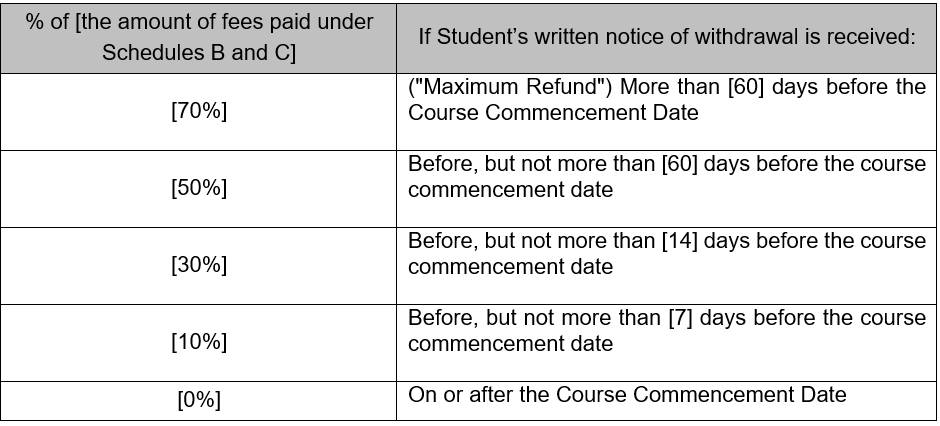 % of [the amount of fees paid under
Schedules B and C]
If Student's written notice of withdrawal is received:
[70%]
("Maximum Refund") More than [60] days before the
Course Commencement Date
[50%]
Before, but not more than [60] days before the course
commencement date
[30%]
Before, but not more than [14] days before the course
commencement date
[10%]
Before, but not more than [7] days before the course
commencement date
[0%]
On or after the Course Commencement Date